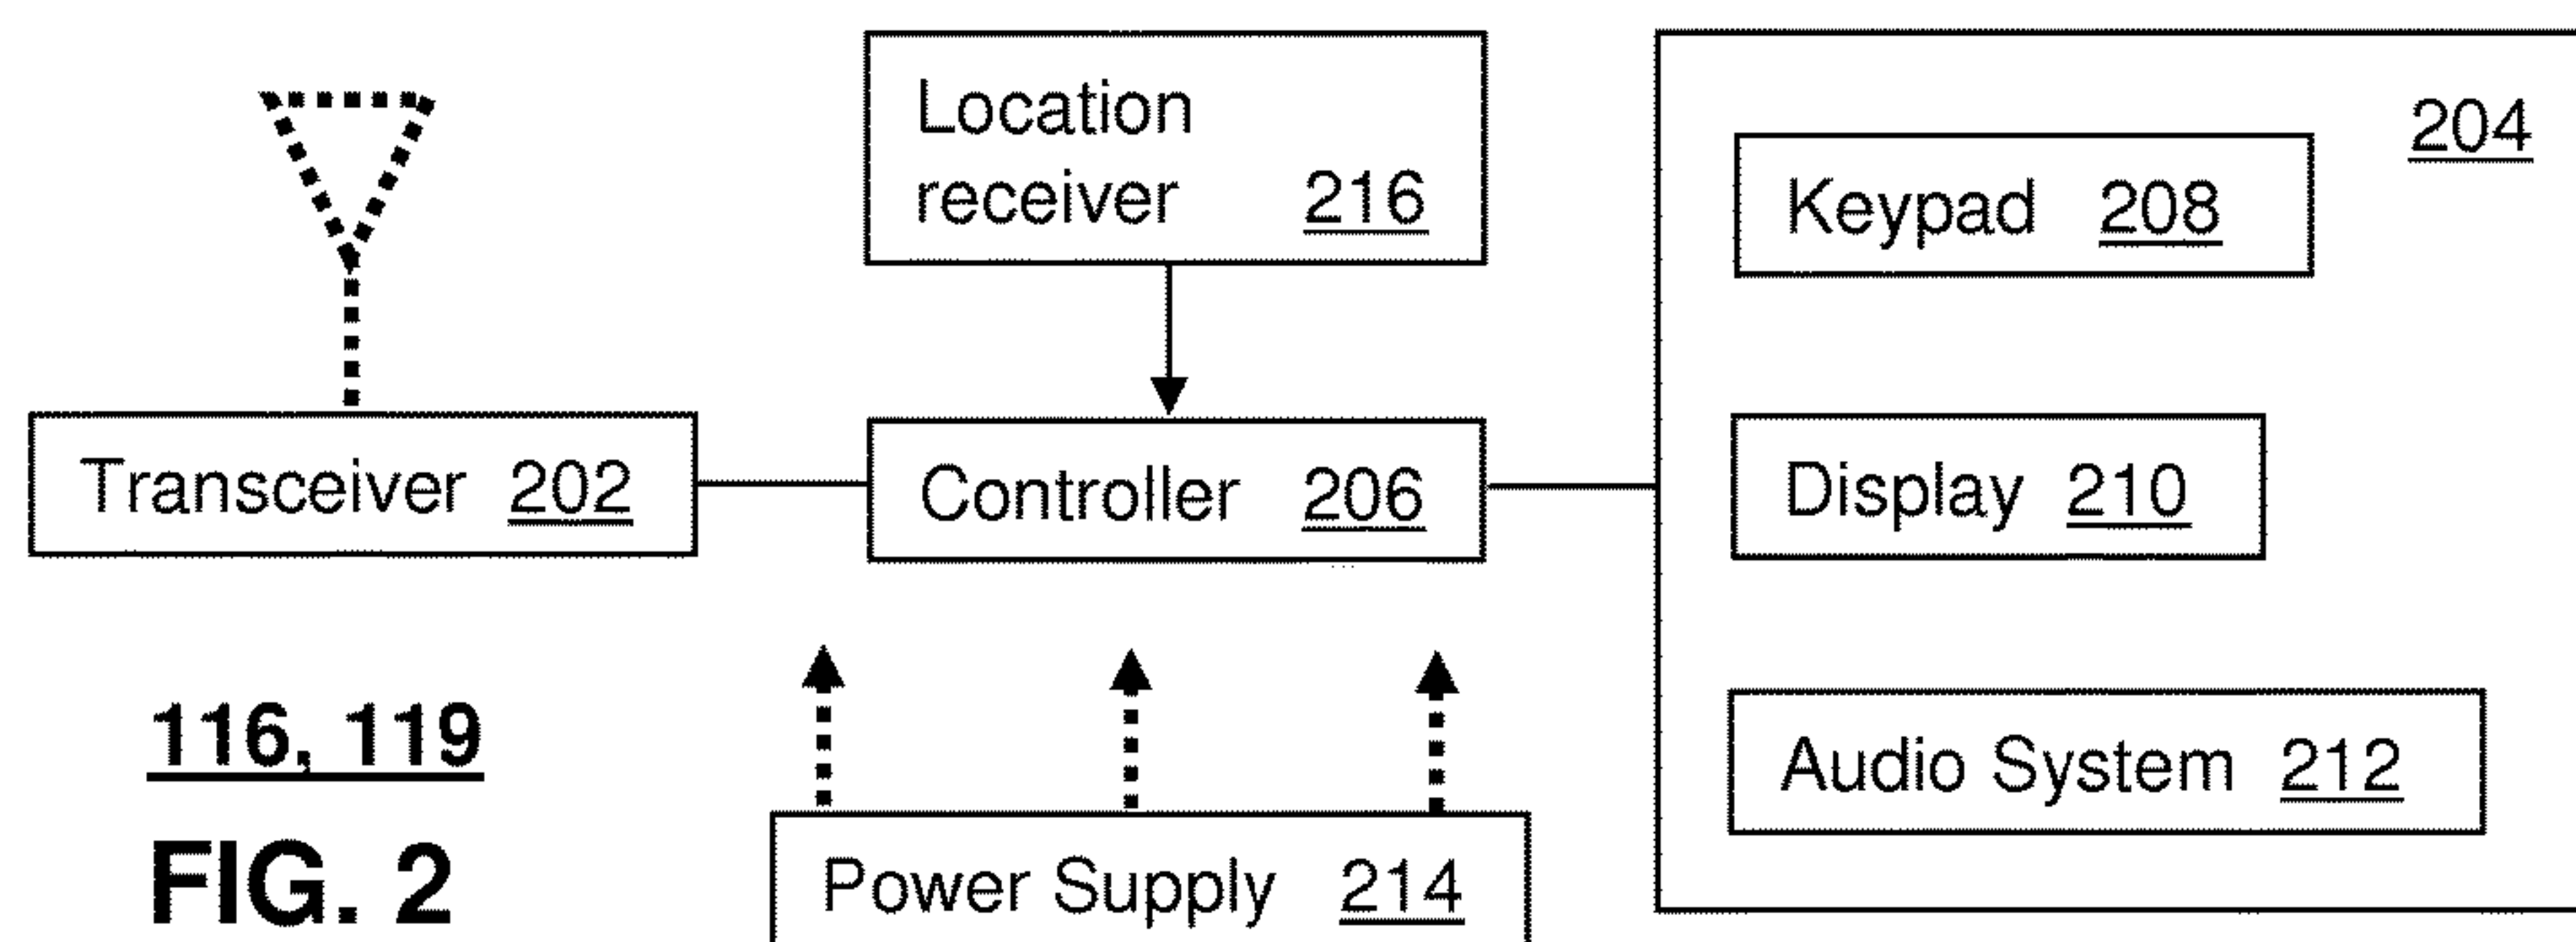 Location
receiver 216
204
Keypad 208
Transceiver 202
Controller 206
Display 210
Audio System 212
116, 119
Power Supply 214
FIG. 2